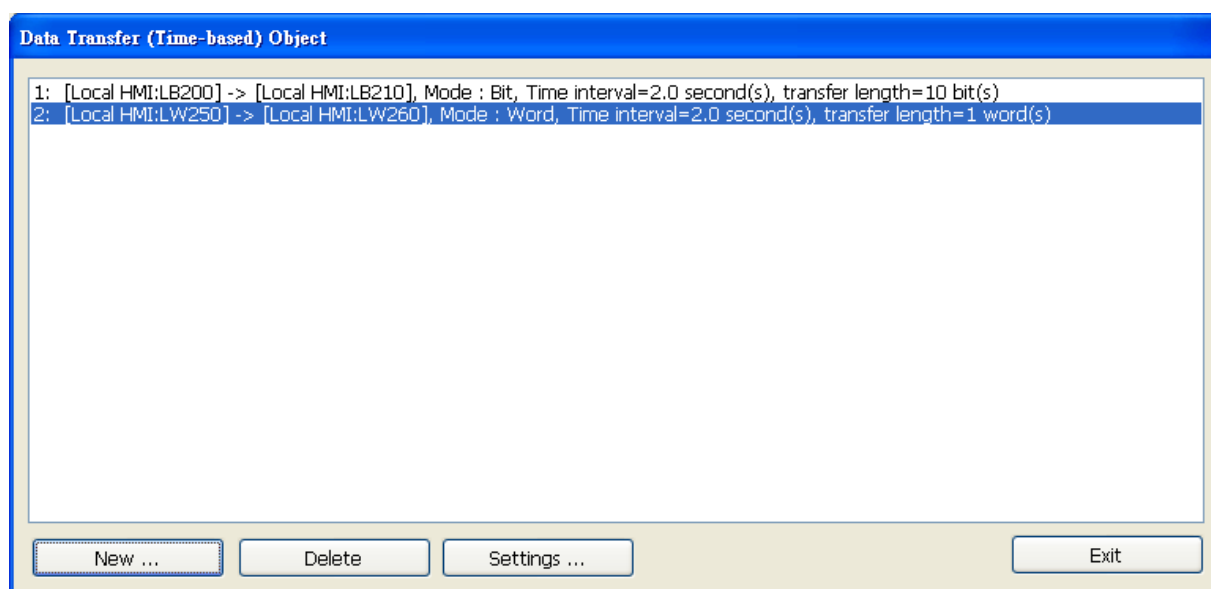 Data Transfer (Time-based) Object
1: [Local HMI:LB200] -> [Local HMI:LB210], Mode : Bit, Time interval=2.0 second(s), transfer length=10 bit(s)
2: [Local HMI:LW250] -> [Local HMI:LW260], Mode : Word, Time interval=2.0 second(s), transfer length=1 word(s)
New ... Delete Settings ... Exit